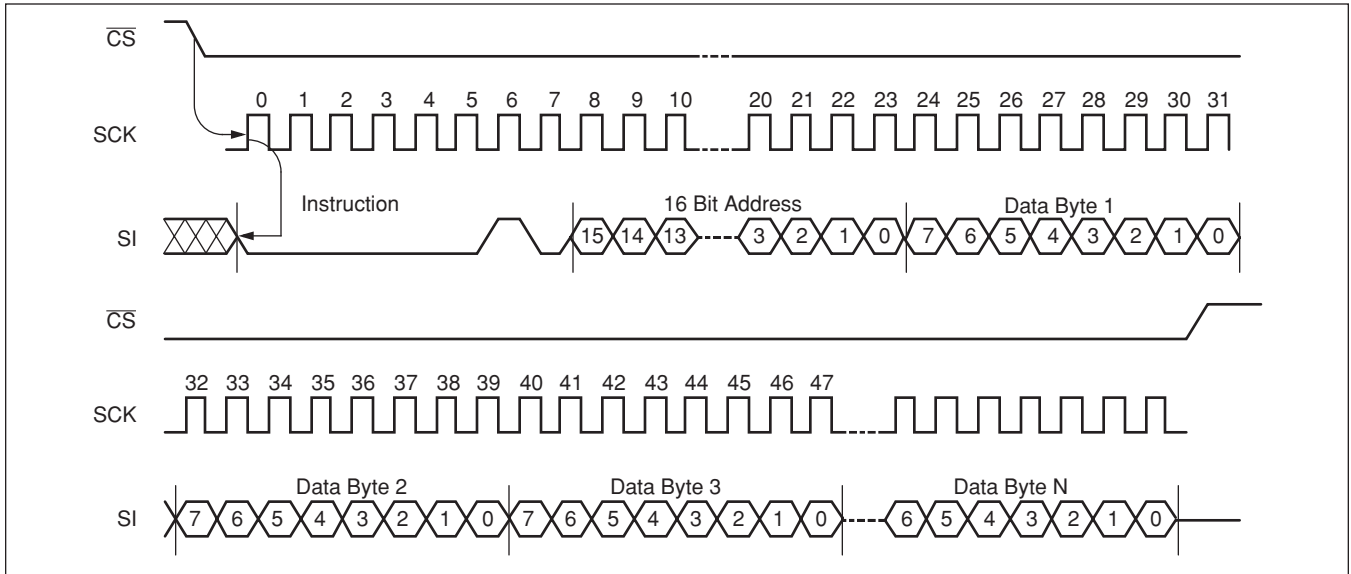 CS
0 1 2 3 4 5 6 7 8 9 10 20 21 22 23 24 25 26 27 28 29 30 31
SCK
Instruction 16 Bit Address Data Byte 1
SI 15 14 13 3 2 1 0 7 6 5 4 3 2 1 0
CS
32 33 34 35 36 37 38 39 40 41 42 43 44 45 46 47
SCK
Data Byte 2 Data Byte 3 Data Byte N
SI 7 6 5 4 3 2 1 0 7 6 5 4 3 2 1 0 6 5 4 3 2 1 0